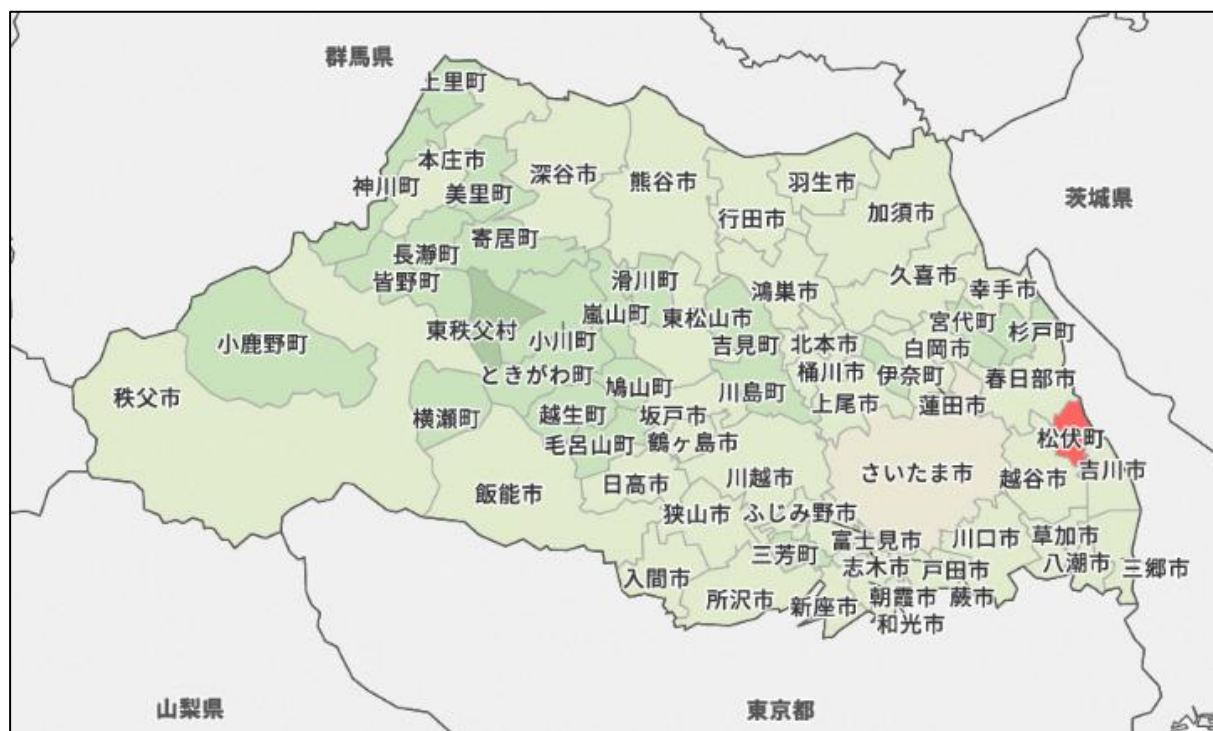 群馬県
上里町
本庄市
神川町
美里町
深谷市
熊谷市
羽生市
行田市
加須市
茨城県
長瀞町
寄居町
皆野町
滑川町
鴻巣市
久喜市
幸手市
嵐山町
東松山市
宮代町
杉戸町
小鹿野町
東秩父村
小川町
吉見町
北本市
白岡市
ときがわ町
鳩山町
川島町
桶川市
伊奈町
春日部市
秩父市
横瀬町
越生町
坂戸市
上尾市
蓮田市
毛呂山町
鶴ヶ島市
松伏町
飯能市
日高市
川越市
さいたま市
越谷市
吉川市
狭山市
ふじみ野市
三芳町
富士見市
川口市
草加市
入間市
志木市
戸田市
八潮市
三郷市
所沢市
新座市
朝霞市
蕨市
和光市
山梨県
東京都